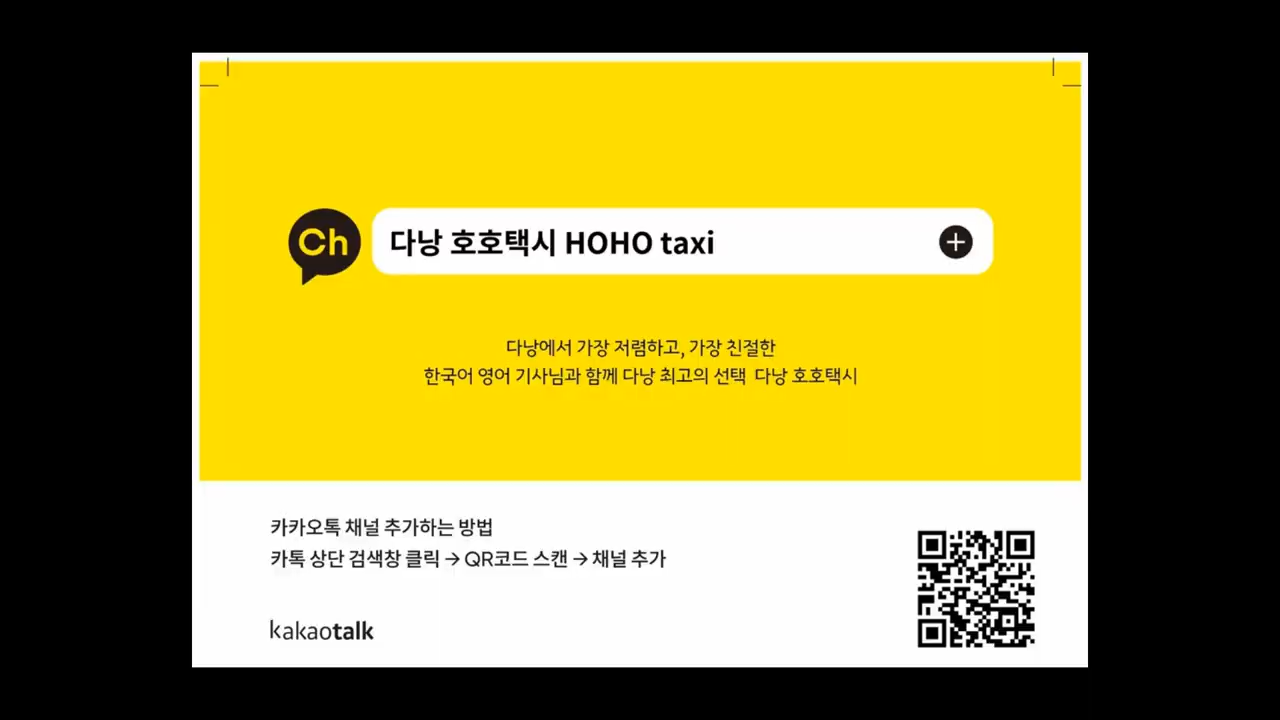 Ch 다낭 호호택시 HOHO taxi
다낭에서 가장 저렴하고, 가장 친절한
한국어 영어 기사님과 함께 다낭 최고의 선택 다낭 호호택시
카카오톡 채널 추가하는 방법
카톡 상단 검색창 클릭 → QR코드 스캔 → 채널 추가
kakaotalk